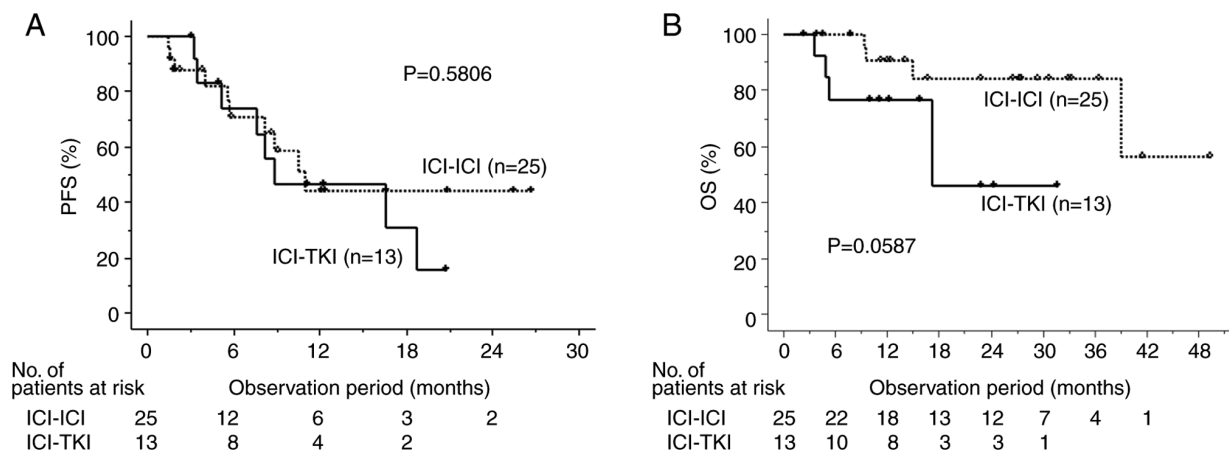 A
100
80
60
40
20
0
PFS (%)
P=0.5806
ICI-ICI (n=25)
ICI-TKI (n=13)
0 6 12 18 24 30
No. of
patients at risk
Observation period (months)
ICI-ICI 25 12 6 3 2
ICI-TKI 13 8 4 2
B
100
80
60
40
20
0
OS (%)
ICI-ICI (n=25)
ICI-TKI (n=13)
P=0.0587
0 6 12 18 24 30 36 42 48
No. of
patients at risk
Observation period (months)
ICI-ICI 25 22 18 13 12 7 4 1
ICI-TKI 13 10 8 3 3 1